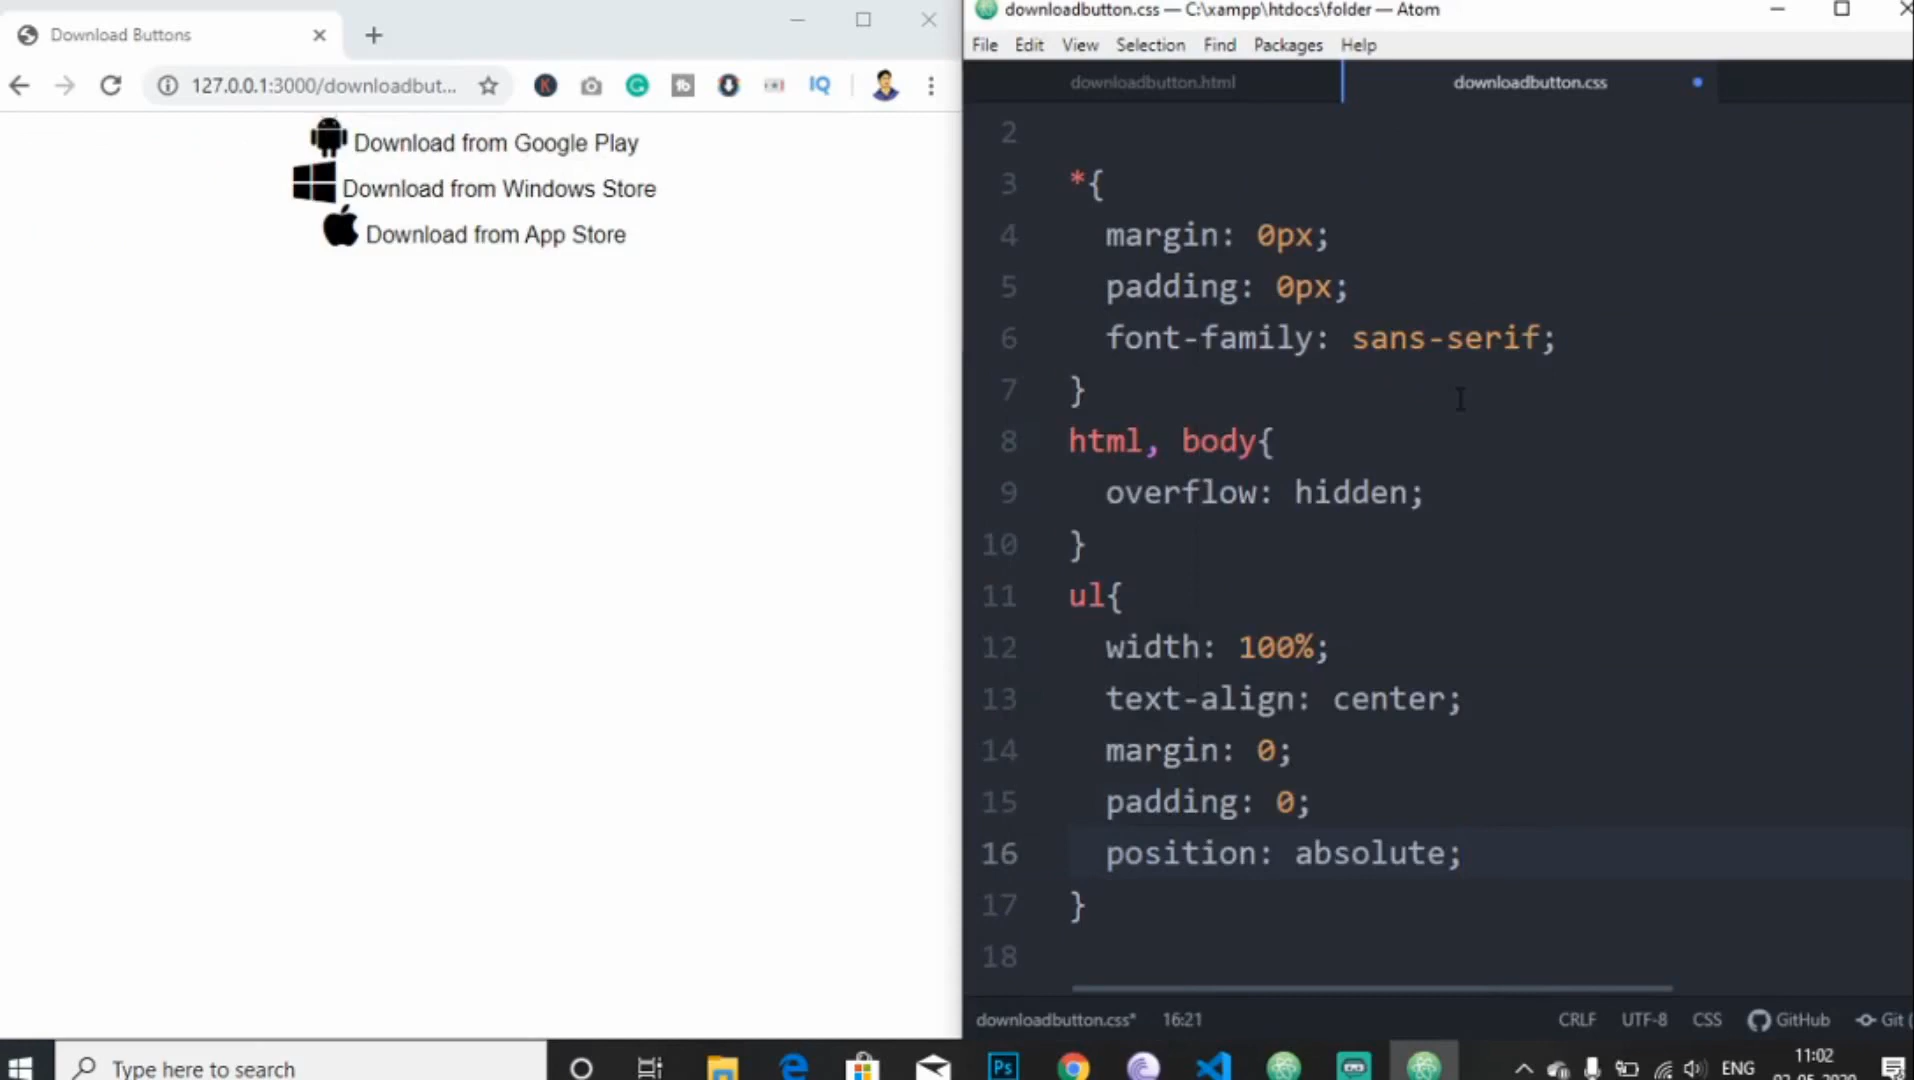 Download Buttons
127.0.0.1:3000/downloadbut...
K
IQ
Download from Google Play
Download from Windows Store
Download from App Store
downloadbutton.css — C:\xampp\htdocs\folder — Atom
File Edit View Selection Find Packages Help
downloadbutton.html
downloadbutton.css
2
3 *{
4 margin: 0px;
5 padding: 0px;
6 font-family: sans-serif;
7 }
8 html, body{
9 overflow: hidden;
10 }
11 ul{
12 width: 100%;
13 text-align: center;
14 margin: 0;
15 padding: 0;
16 position: absolute;
17 }
18
downloadbutton.css* 16:21 CRLF UTF-8 CSS GitHub Git (
Type here to search
Ps
ENG
11:02